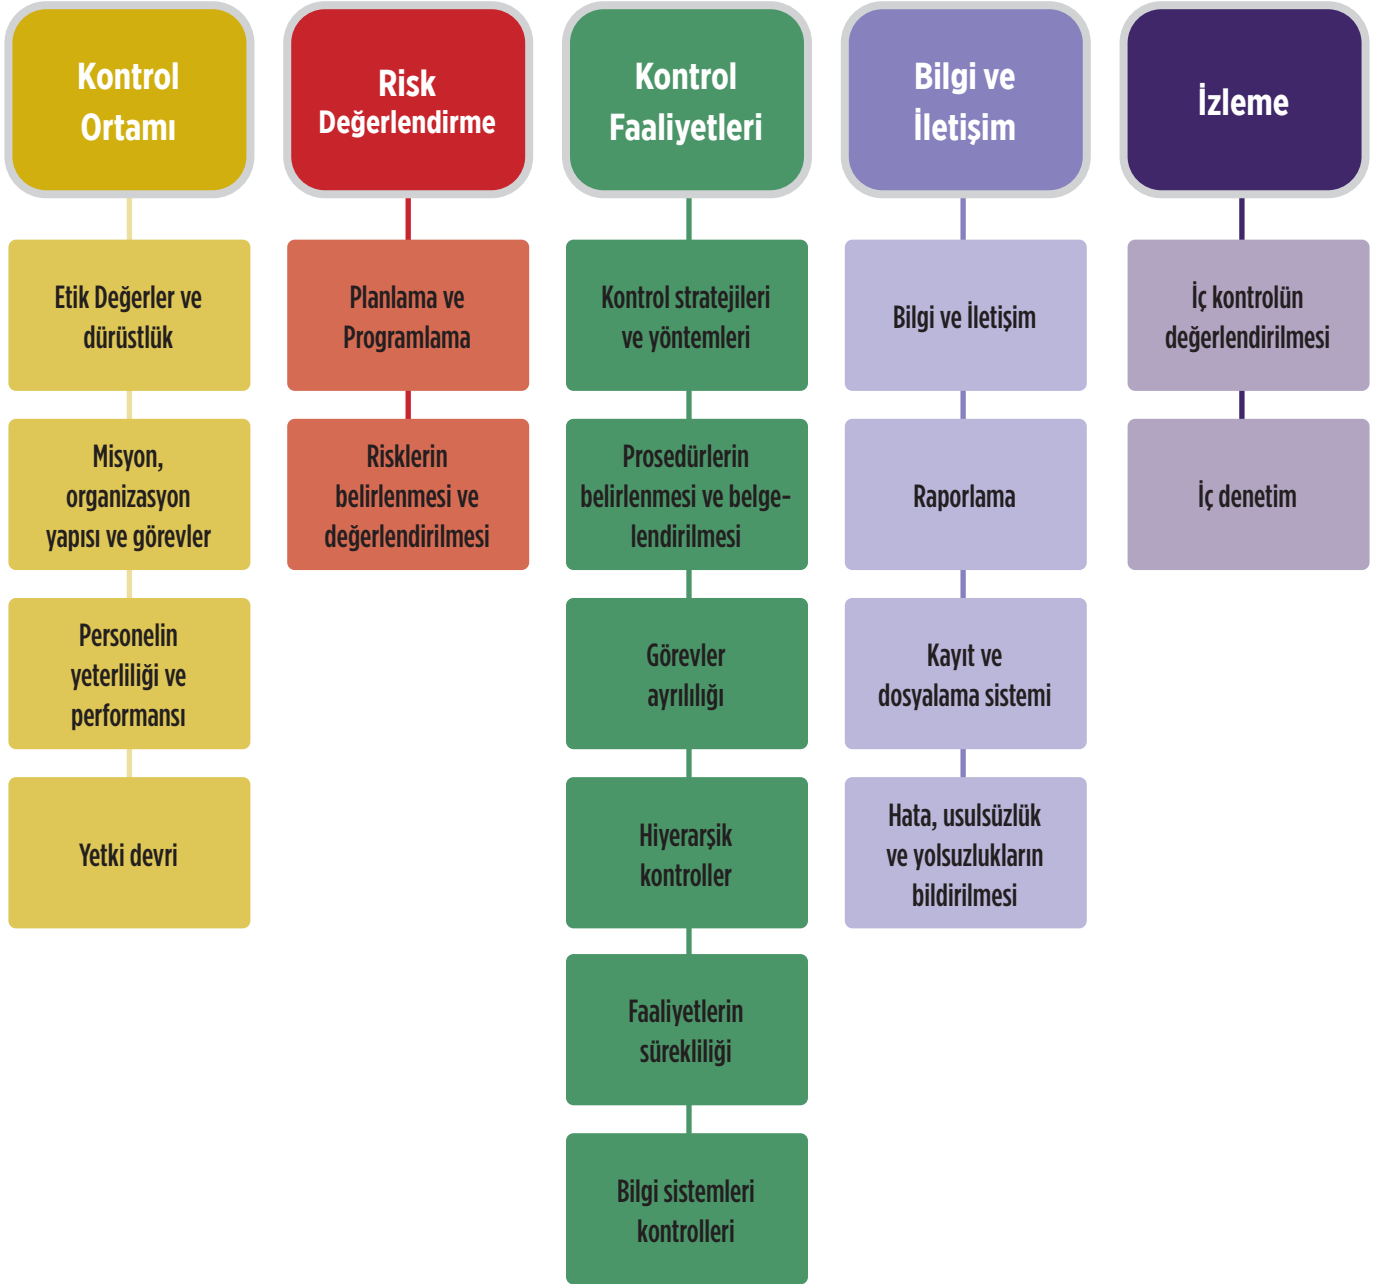 Kontrol
Ortamı
Etik Değerler ve
dürüstlük
Misyon,
organizasyon
yapısı ve görevler
Personelin
yeterliliği ve
performansı
Yetki devri
Risk
Değerlendirme
Planlama ve
Programlama
Risklerin
belirlenmesi ve
değerlendirilmesi
Kontrol
Faaliyetleri
Kontrol stratejileri
ve yöntemleri
Prosedürlerin
belirlenmesi ve belge-
lendirilmesi
Görevler
ayrılılığı
Hiyerarşik
kontroller
Faaliyetlerin
sürekliliği
Bilgi sistemleri
kontrolleri
Bilgi ve
İletişim
Bilgi ve İletişim
Raporlama
Kayıt ve
dosyalama sistemi
Hata, usulsüzlük
ve yolsuzlukların
bildirilmesi
İzleme
İç kontrolün
değerlendirilmesi
İç denetim